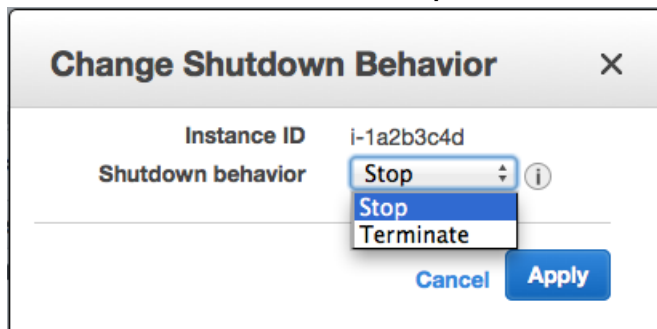 Change Shutdown Behavior ×
Instance ID i-1a2b3c4d
Shutdown behavior Stop i
Stop
Terminate
Cancel Apply